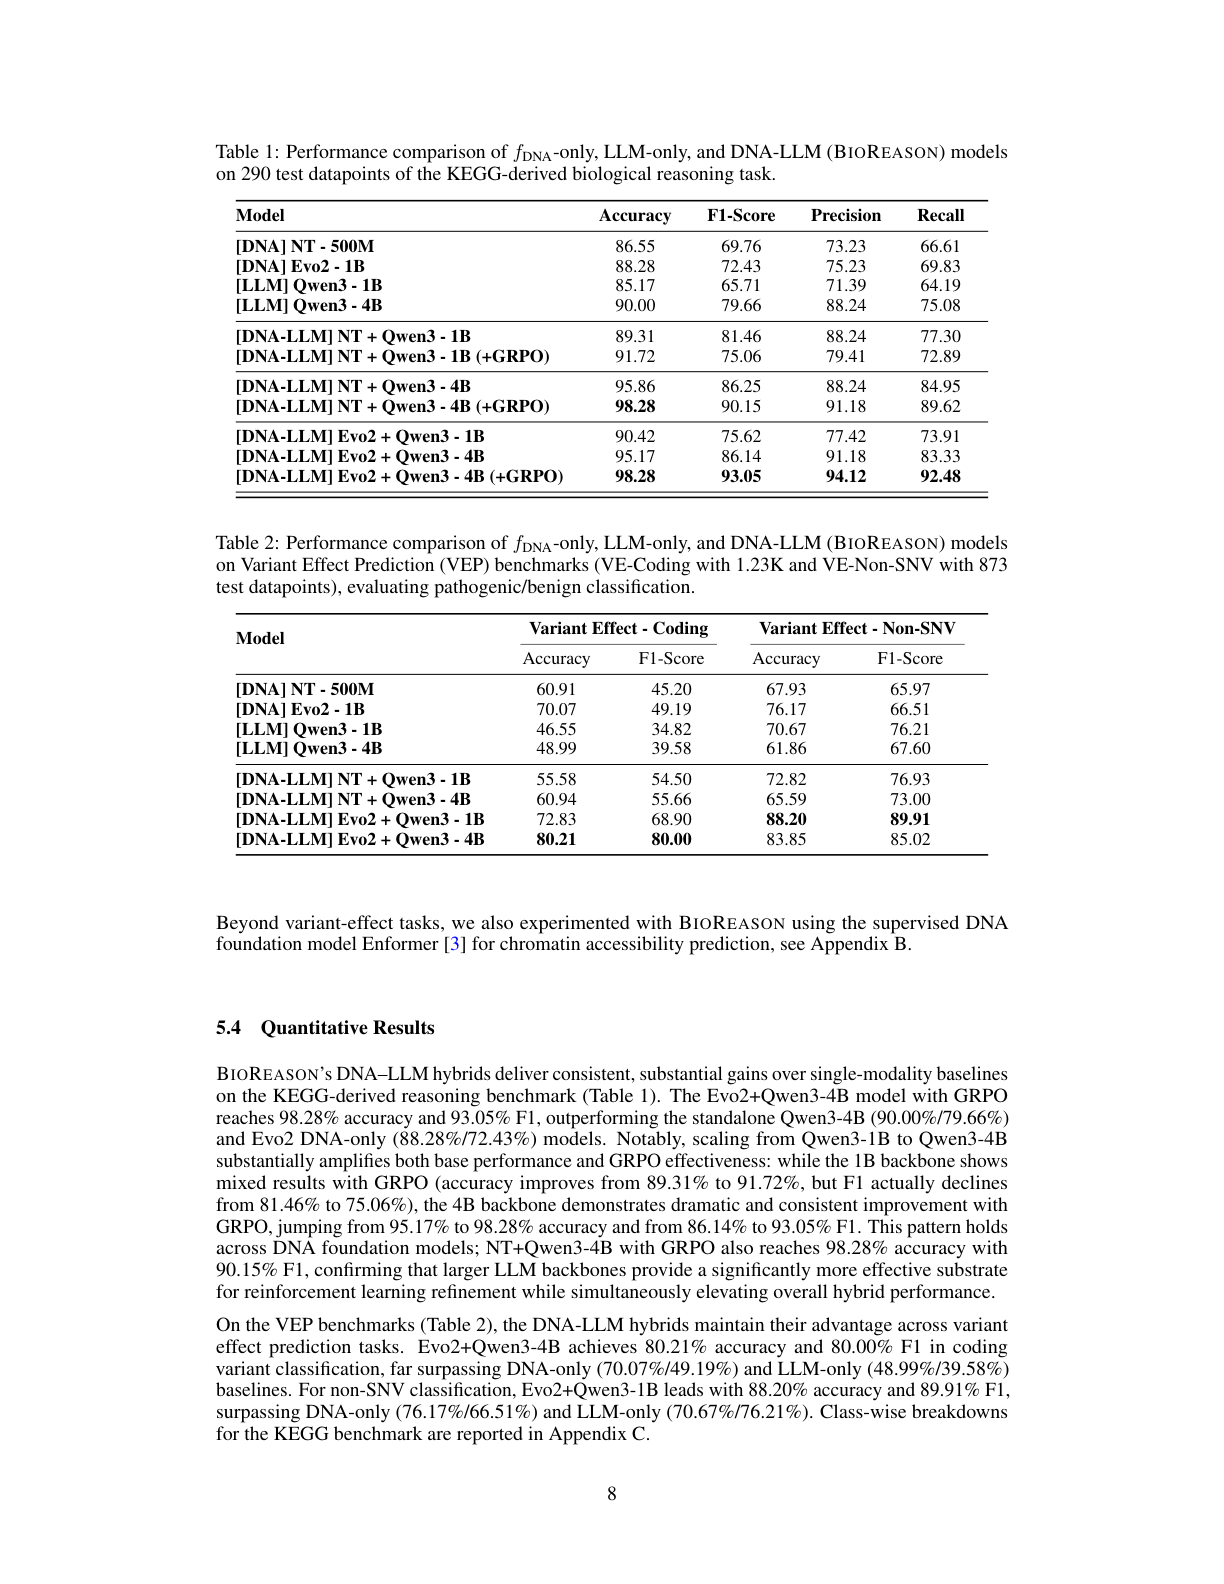 Table 1: Performance comparison of fDNA-only, LLM-only, and DNA-LLM (BIOREASON) models
on 290 test datapoints of the KEGG-derived biological reasoning task.
Model Accuracy F1-Score Precision Recall
[DNA] NT - 500M 86.55 69.76 73.23 66.61
[DNA] Evo2 - 1B 88.28 72.43 75.23 69.83
[LLM] Qwen3 - 1B 85.17 65.71 71.39 64.19
[LLM] Qwen3 - 4B 90.00 79.66 88.24 75.08
[DNA-LLM] NT + Qwen3 - 1B 89.31 81.46 88.24 77.30
[DNA-LLM] NT + Qwen3 - 1B (+GRPO) 91.72 75.06 79.41 72.89
[DNA-LLM] NT + Qwen3 - 4B 95.86 86.25 88.24 84.95
[DNA-LLM] NT + Qwen3 - 4B (+GRPO) 98.28 90.15 91.18 89.62
[DNA-LLM] Evo2 + Qwen3 - 1B 90.42 75.62 77.42 73.91
[DNA-LLM] Evo2 + Qwen3 - 4B 95.17 86.14 91.18 83.33
[DNA-LLM] Evo2 + Qwen3 - 4B (+GRPO) 98.28 93.05 94.12 92.48
Table 2: Performance comparison of fDNA-only, LLM-only, and DNA-LLM (BIOREASON) models
on Variant Effect Prediction (VEP) benchmarks (VE-Coding with 1.23K and VE-Non-SNV with 873
test datapoints), evaluating pathogenic/benign classification.
Model Variant Effect - Coding Variant Effect - Non-SNV
Accuracy F1-Score Accuracy F1-Score
[DNA] NT - 500M 60.91 45.20 67.93 65.97
[DNA] Evo2 - 1B 70.07 49.19 76.17 66.51
[LLM] Qwen3 - 1B 46.55 34.82 70.67 76.21
[LLM] Qwen3 - 4B 48.99 39.58 61.86 67.60
[DNA-LLM] NT + Qwen3 - 1B 55.58 54.50 72.82 76.93
[DNA-LLM] NT + Qwen3 - 4B 60.94 55.66 65.59 73.00
[DNA-LLM] Evo2 + Qwen3 - 1B 72.83 68.90 88.20 89.91
[DNA-LLM] Evo2 + Qwen3 - 4B 80.21 80.00 83.85 85.02
Beyond variant-effect tasks, we also experimented with BIOREASON using the supervised DNA
foundation model Enformer [3] for chromatin accessibility prediction, see Appendix B.
5.4 Quantitative Results
BIOREASON's DNA–LLM hybrids deliver consistent, substantial gains over single-modality baselines
on the KEGG-derived reasoning benchmark (Table 1). The Evo2+Qwen3-4B model with GRPO
reaches 98.28% accuracy and 93.05% F1, outperforming the standalone Qwen3-4B (90.00%/79.66%)
and Evo2 DNA-only (88.28%/72.43%) models. Notably, scaling from Qwen3-1B to Qwen3-4B
substantially amplifies both base performance and GRPO effectiveness: while the 1B backbone shows
mixed results with GRPO (accuracy improves from 89.31% to 91.72%, but F1 actually declines
from 81.46% to 75.06%), the 4B backbone demonstrates dramatic and consistent improvement with
GRPO, jumping from 95.17% to 98.28% accuracy and from 86.14% to 93.05% F1. This pattern holds
across DNA foundation models; NT+Qwen3-4B with GRPO also reaches 98.28% accuracy with
90.15% F1, confirming that larger LLM backbones provide a significantly more effective substrate
for reinforcement learning refinement while simultaneously elevating overall hybrid performance.
On the VEP benchmarks (Table 2), the DNA-LLM hybrids maintain their advantage across variant
effect prediction tasks. Evo2+Qwen3-4B achieves 80.21% accuracy and 80.00% F1 in coding
variant classification, far surpassing DNA-only (70.07%/49.19%) and LLM-only (48.99%/39.58%)
baselines. For non-SNV classification, Evo2+Qwen3-1B leads with 88.20% accuracy and 89.91% F1,
surpassing DNA-only (76.17%/66.51%) and LLM-only (70.67%/76.21%). Class-wise breakdowns
for the KEGG benchmark are reported in Appendix C.
8